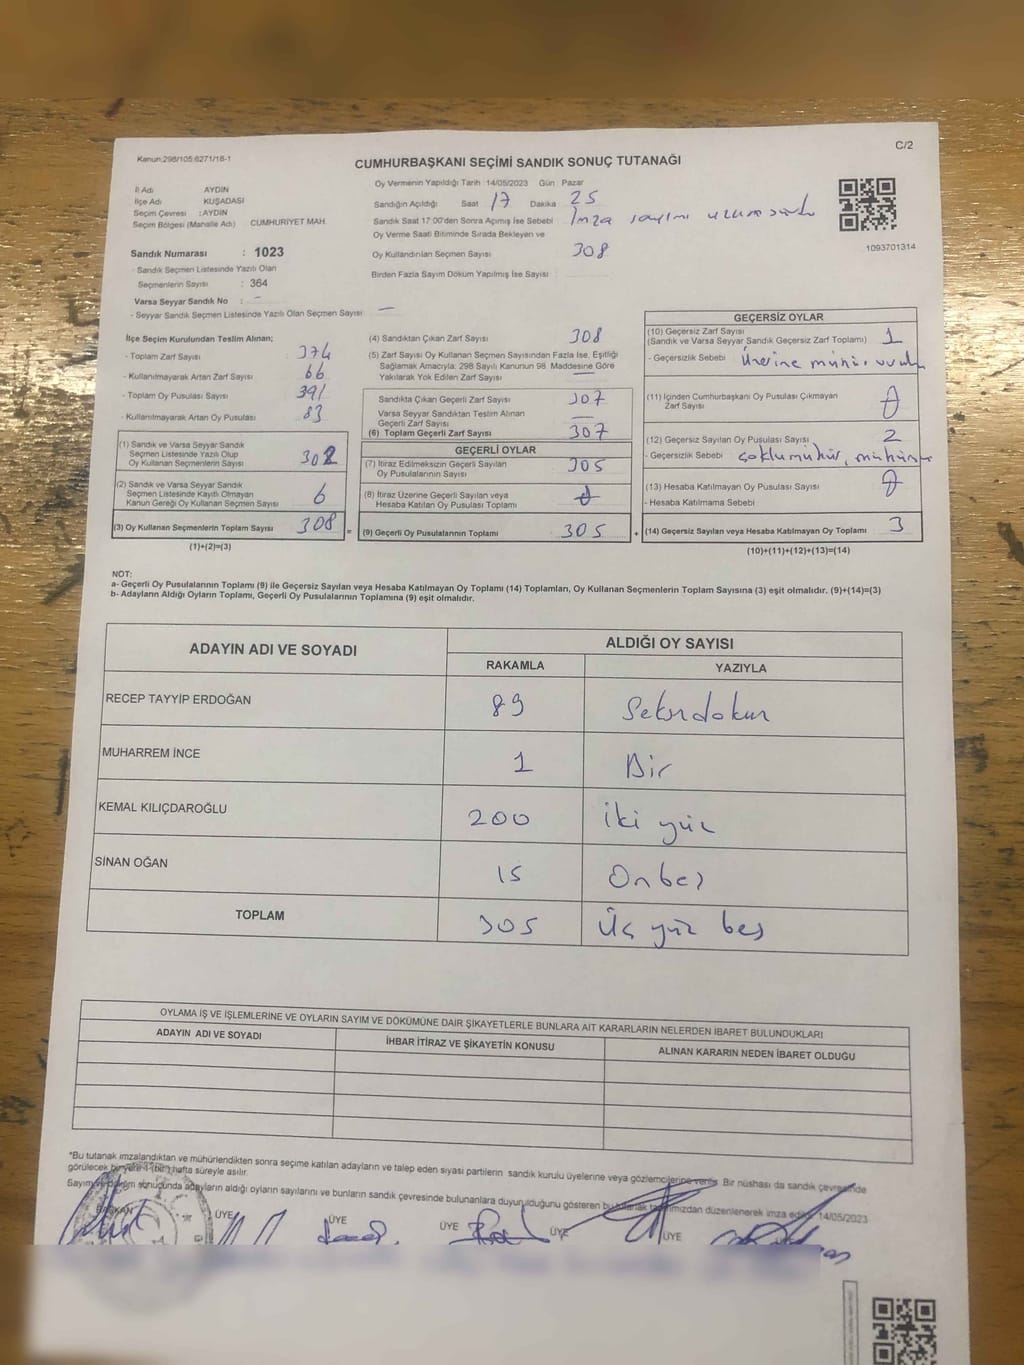 C/2
Kanun:298/105;6271/16-1
CUMHURBAŞKANI SEÇİMİ SANDIK SONUÇ TUTANAĞI
İl Adı AYDIN
İlçe Adı KUŞADASI
Seçim Çevresi :AYDIN
Seçim Bölgesi (Mahalle Adı) CUMHURİYET MAH.
Oy Vermenin Yapıldığı Tarih :14/05/2023 Gün: Pazar
Sandığın Açıldığı Saat 17 Dakika 25
Sandık Saat 17:00'den Sonra Açımış İse Sebebi İmza sayımı uzun sürdü
Oy Verme Saati Bitiminde Sırada Bekleyen ve
Oy Kullandırılan Seçmen Sayısı 308
Birden Fazla Sayım Döküm Yapılmış İse Sayısı :
1093701314
Sandık Numarası : 1023
- Sandık Seçmen Listesinde Yazılı Olan
Seçmenlerin Sayısı : 364
Varsa Seyyar Sandık No : -
- Seyyar Sandık Seçmen Listesinde Yazılı Olan Seçmen Sayısı —
İlçe Seçim Kurulundan Teslim Alınan;
- Toplam Zarf Sayısı 374
- Kullanılmayarak Artan Zarf Sayısı 66
- Toplam Oy Pusulası Sayısı 391
- Kullanılmayarak Artan Oy Pusulası 83
(1) Sandık ve Varsa Seyyar Sandık
Seçmen Listesinde Yazılı Olup
Oy Kullanan Seçmenlerin Sayısı 302
(2) Sandık ve Varsa Seyyar Sandık
Seçmen Listesinde Kayıtlı Olmayan
Kanun Gereği Oy Kullanan Seçmen Sayısı 6
(3) Oy Kullanan Seçmenlerin Toplam Sayısı 308 =
(1)+(2)=(3)
(4) Sandıktan Çıkan Zarf Sayısı 308
(5) Zarf Sayısı Oy Kullanan Seçmen Sayısından Fazla İse, Eşitliği
Sağlamak Amacıyla; 298 Sayılı Kanunun 98. Maddesine Göre
Yakılarak Yok Edilen Zarf Sayısı —
Sandıkta Çıkan Geçerli Zarf Sayısı 307
Varsa Seyyar Sandıktan Teslim Alınan
Geçerli Zarf Sayısı —
(6) Toplam Geçerli Zarf Sayısı 307
GEÇERLİ OYLAR
(7) İtiraz Edilmeksizin Geçerli Sayılan
Oy Pusulalarının Sayısı 305
(8) İtiraz Üzerine Geçerli Sayılan veya
Hesaba Katılan Oy Pusulası Toplamı 0
(9) Geçerli Oy Pusulalarının Toplamı 305 +
GEÇERSİZ OYLAR
(10) Geçersiz Zarf Sayısı
(Sandık ve Varsa Seyyar Sandık Geçersiz Zarf Toplamı) 1
- Geçersizlik Sebebi Üzerine mühür
(11) İçinden Cumhurbaşkanı Oy Pusulası Çıkmayan
Zarf Sayısı 0
(12) Geçersiz Sayılan Oy Pusulası Sayısı 2
- Geçersizlik Sebebi çoklumühür,
(13) Hesaba Katılmayan Oy Pusulası Sayısı 0
- Hesaba Katılmama Sebebi
(14) Geçersiz Sayılan veya Hesaba Katılmayan Oy Toplamı 3
(10)+(11)+(12)+(13)=(14)
NOT:
a- Geçerli Oy Pusulalarının Toplamı (9) ile Geçersiz Sayılan veya Hesaba Katılmayan Oy Toplamı (14) Toplamları, Oy Kullanan Seçmenlerin Toplam Sayısına (3) eşit olmalıdır. (9)+(14)=(3)
b- Adayların Aldığı Oyların Toplamı, Geçerli Oy Pusulalarının Toplamına (9) eşit olmalıdır.
ADAYIN ADI VE SOYADI ALDIĞI OY SAYISI
RAKAMLA YAZIYLA
RECEP TAYYİP ERDOĞAN 89 Seksendokuz
MUHARREM İNCE 1 Bir
KEMAL KILIÇDAROĞLU 200 iki yüz
SİNAN OĞAN 15 Onbeş
TOPLAM 305 Üç yüz beş
OYLAMA İŞ VE İŞLEMLERİNE VE OYLARIN SAYIM VE DÖKÜMÜNE DAİR ŞİKAYETLERLE BUNLARA AİT KARARLARIN NELERDEN İBARET BULUNDUKLARI
ADAYIN ADI VE SOYADI İHBAR İTİRAZ VE ŞİKAYETİN KONUSU ALINAN KARARIN NEDEN İBARET OLDUĞU
*Bu tutanak imzalandıktan ve mühürlendikten sonra seçime katılan adayların ve talep eden siyasi partilerin sandık kurulu üyelerine veya gözlemcilerine verilir. Bir nüshası da sandık çevresinde
görülecek bir yere 1 (bir) hafta süreyle asılır.
Sayım ve döküm sonucunda adayların aldığı oyların sayılarını ve bunların sandık çevresinde bulunanlara duyurulduğunu gösteren bu tutanak tarafımızdan düzenlenerek imza edildi. 14/05/2023
BAŞKAN ÜYE ÜYE ÜYE ÜYE ÜYE